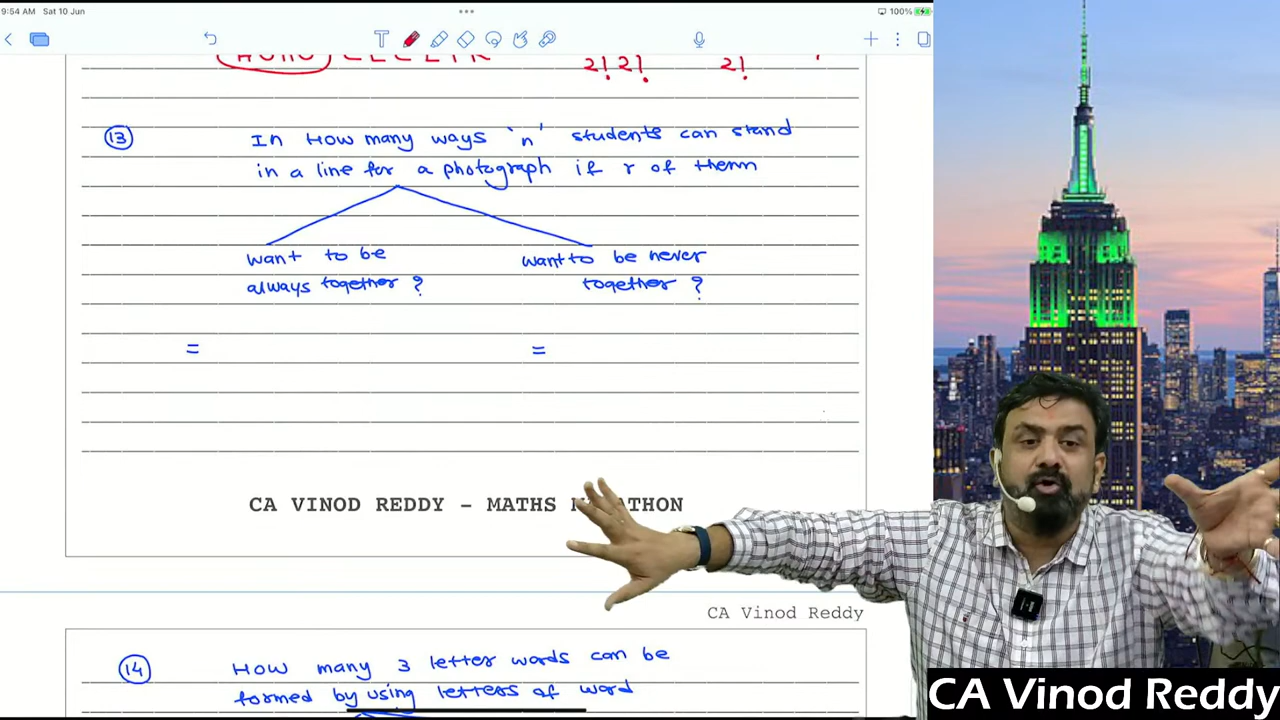 9:54 AM Sat 10 Jun
100%
2! 2!
2!
13
In How many ways 'n' students can stand
in a line for a photograph if r of them
want to be
always together ?
want to be never
together ?
=
=
CA VINOD REDDY - MATHS
CA Vinod Reddy
14
How many 3 letter words can be
formed by using letters of word
CA Vinod Reddy